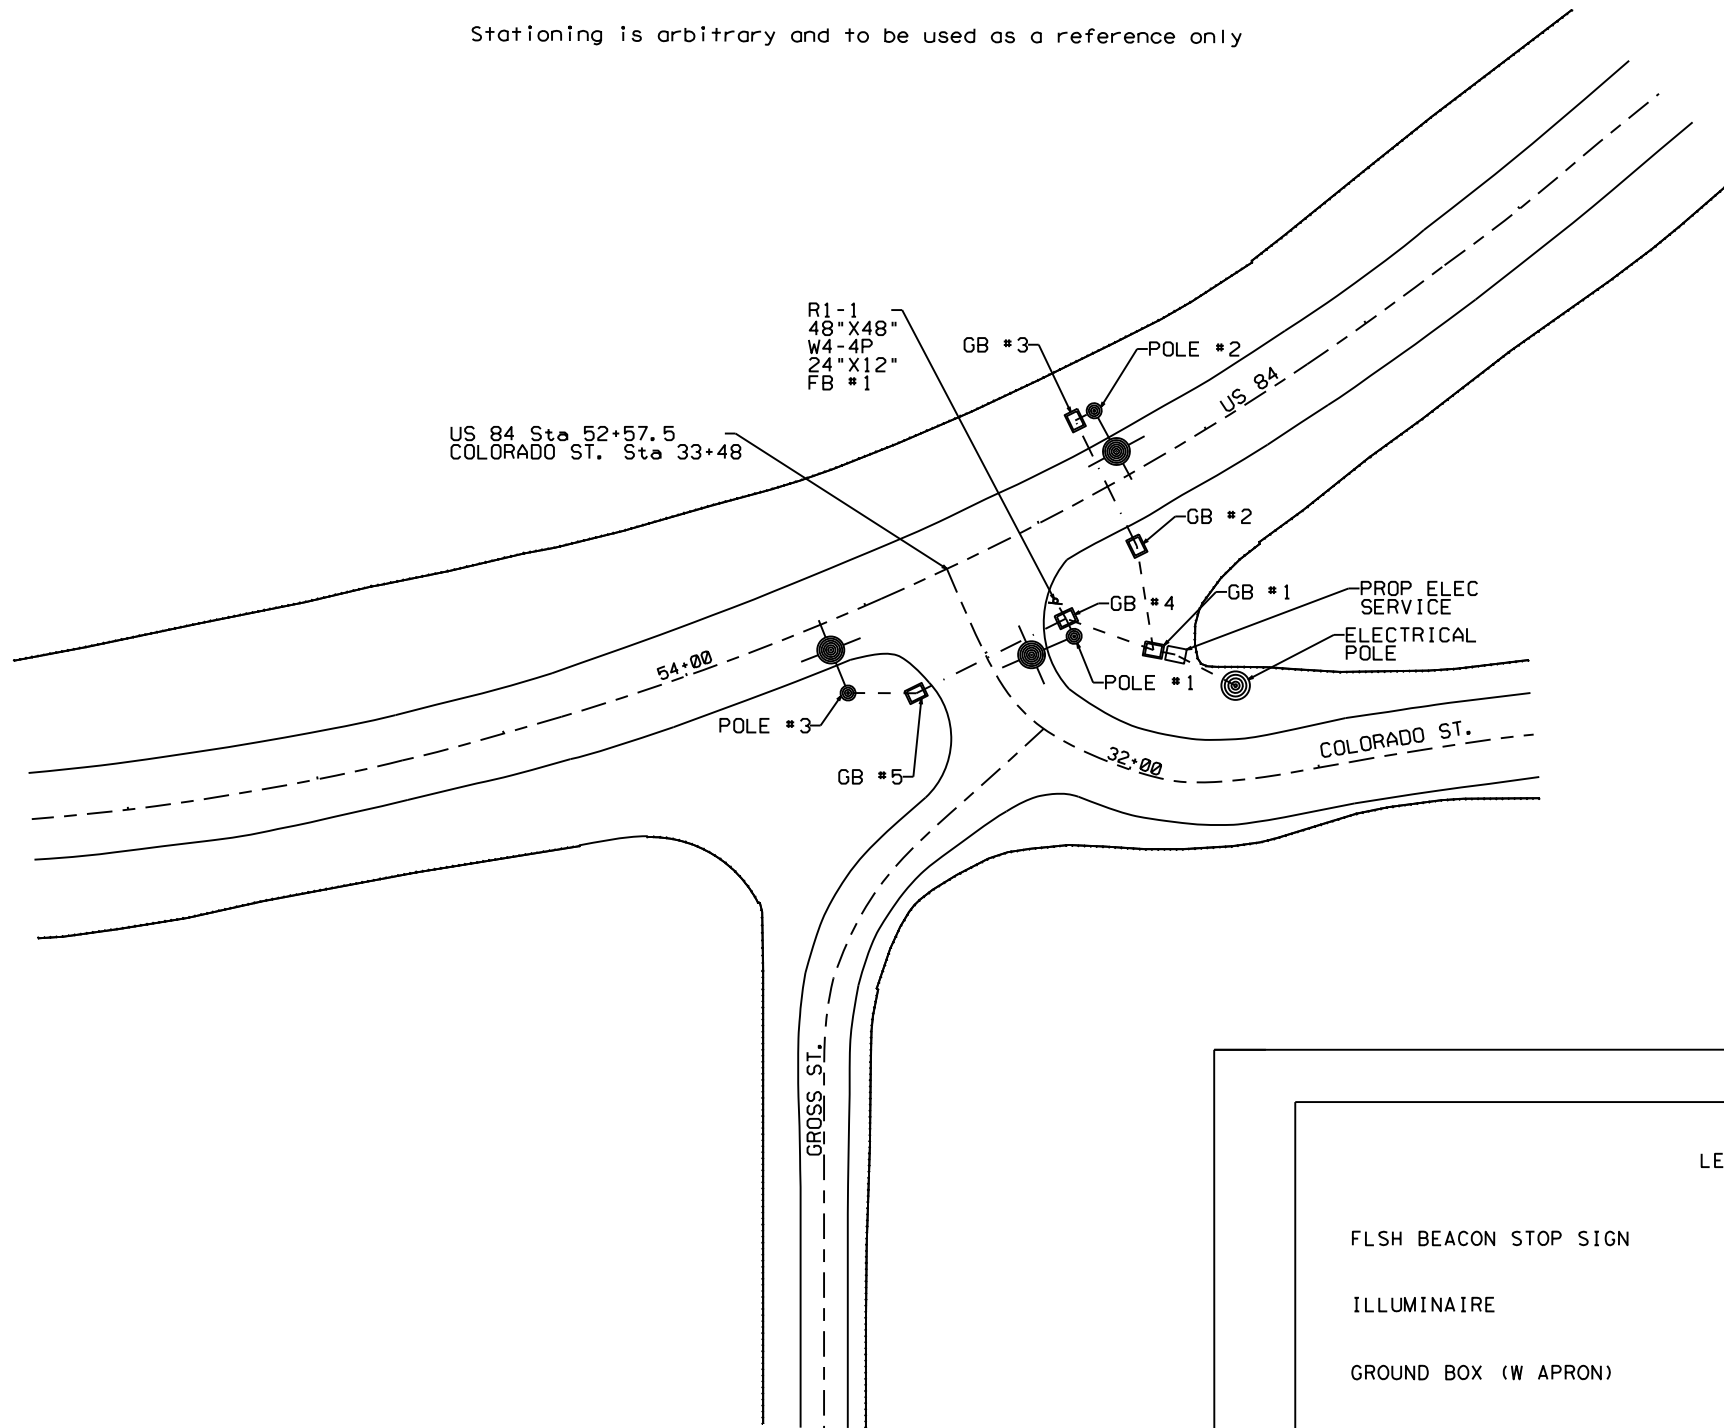 Stationing is arbitrary and to be used as a reference only
R1-1
48"X48"
W4-4P
24"X12"
FB #1
GB #3
POLE #2
US 84
US 84 Sta 52+57.5
COLORADO ST. Sta 33+48
GB #2
GB #4
GB #1
PROP ELEC
SERVICE
ELECTRICAL
POLE
54+00
POLE #1
POLE #3
GB #5
32+00
COLORADO ST.
GROSS ST.
LE
FLSH BEACON STOP SIGN
ILLUMINAIRE
GROUND BOX (W APRON)